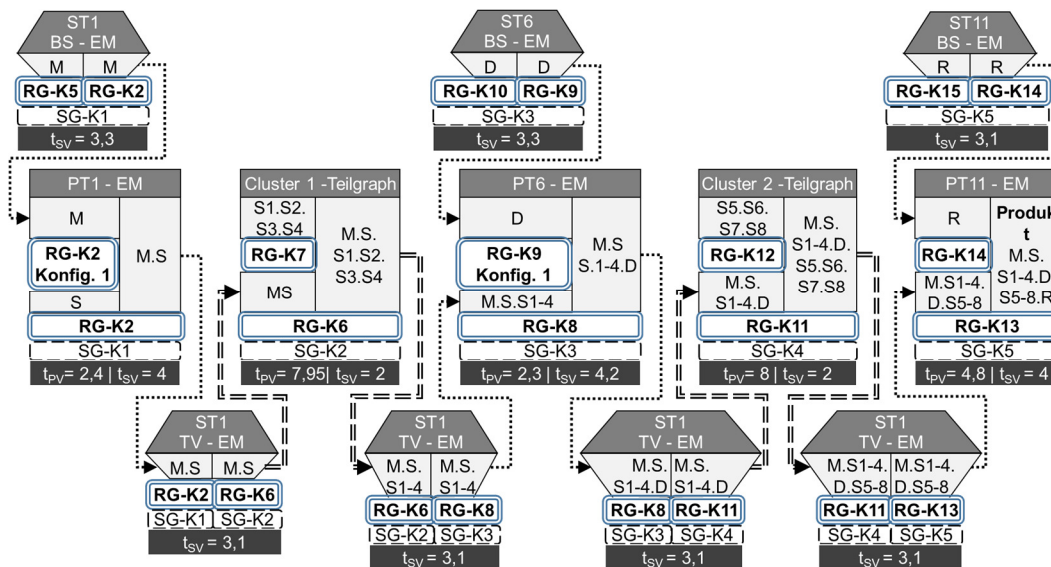 ST1
BS - EM
M M
RG-K5 RG-K2
SG-K1
tSV = 3,3
ST6
BS - EM
D D
RG-K10 RG-K9
SG-K3
tSV = 3,3
ST11
BS - EM
R R
RG-K15 RG-K14
SG-K5
tSV = 3,1
PT1 - EM
M
RG-K2
Konfig. 1
S
M.S
RG-K2
SG-K1
tPV = 2,4 | tSV = 4
Cluster 1 -Teilgraph
S1.S2.
S3.S4
RG-K7
MS
M.S.
S1.S2.
S3.S4
RG-K6
SG-K2
tPV= 7,95| tSV = 2
PT6 - EM
D
RG-K9
Konfig. 1
M.S.S1-4
M.S
S.1-4.D
RG-K8
SG-K3
tPV = 2,3 | tSV = 4,2
Cluster 2 -Teilgraph
S5.S6.
S7.S8
RG-K12
M.S.
S1-4.D
M.S.
S1-4.D.
S5.S6.
S7.S8
RG-K11
SG-K4
tPV= 8 | tSV = 2
PT11 - EM
R
RG-K14
M.S1-4.
D.S5-8
Produk
t
M.S.
S1-4.D.
S5-8.R
RG-K13
SG-K5
tPV = 4,8 | tSV = 4
ST1
TV - EM
M.S M.S
RG-K2 RG-K6
SG-K1 SG-K2
tSV = 3,1
ST1
TV - EM
M.S. M.S.
S1-4 S1-4
RG-K6 RG-K8
SG-K2 SG-K3
tSV = 3,1
ST1
TV - EM
M.S. M.S.
S1-4.D S1-4.D
RG-K8 RG-K11
SG-K3 SG-K4
tSV = 3,1
ST1
TV - EM
M.S1-4. M.S1-4.
D.S5-8 D.S5-8
RG-K11 RG-K13
SG-K4 SG-K5
tSV = 3,1